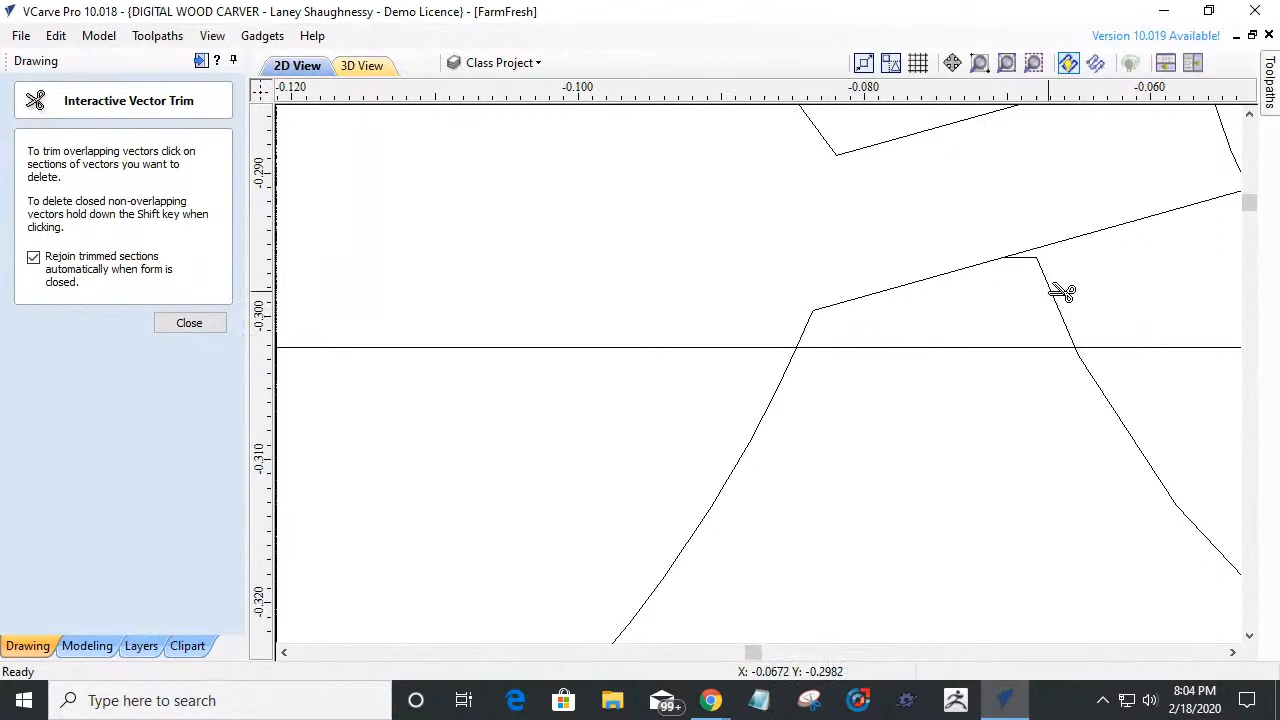 VCarve Pro 10.018 - {DIGITAL WOOD CARVER - Laney Shaughnessy - Demo Licence} - [FarmFresh]
File Edit Model Toolpaths View Gadgets Help
Version 10.019 Available!
Drawing
?
2D View 3D View
Class Project
Toolpaths
Interactive Vector Trim
-0.120 -0.100 -0.080 -0.060
To trim overlapping vectors click on
sections of vectors you want to
delete.
To delete closed non-overlapping
vectors hold down the Shift key when
clicking.
Rejoin trimmed sections
automatically when form is
closed.
Close
-0.290
-0.300
-0.310
-0.320
Drawing Modeling Layers Clipart
Ready
X: -0.0672 Y: -0.2982
Type here to search
99+
8:04 PM
2/18/2020